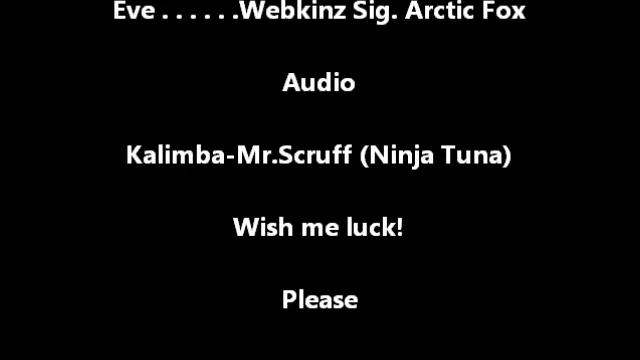 Eve . . . . . .Webkinz Sig. Arctic Fox
Audio
Kalimba-Mr.Scruff (Ninja Tuna)
Wish me luck!
Please